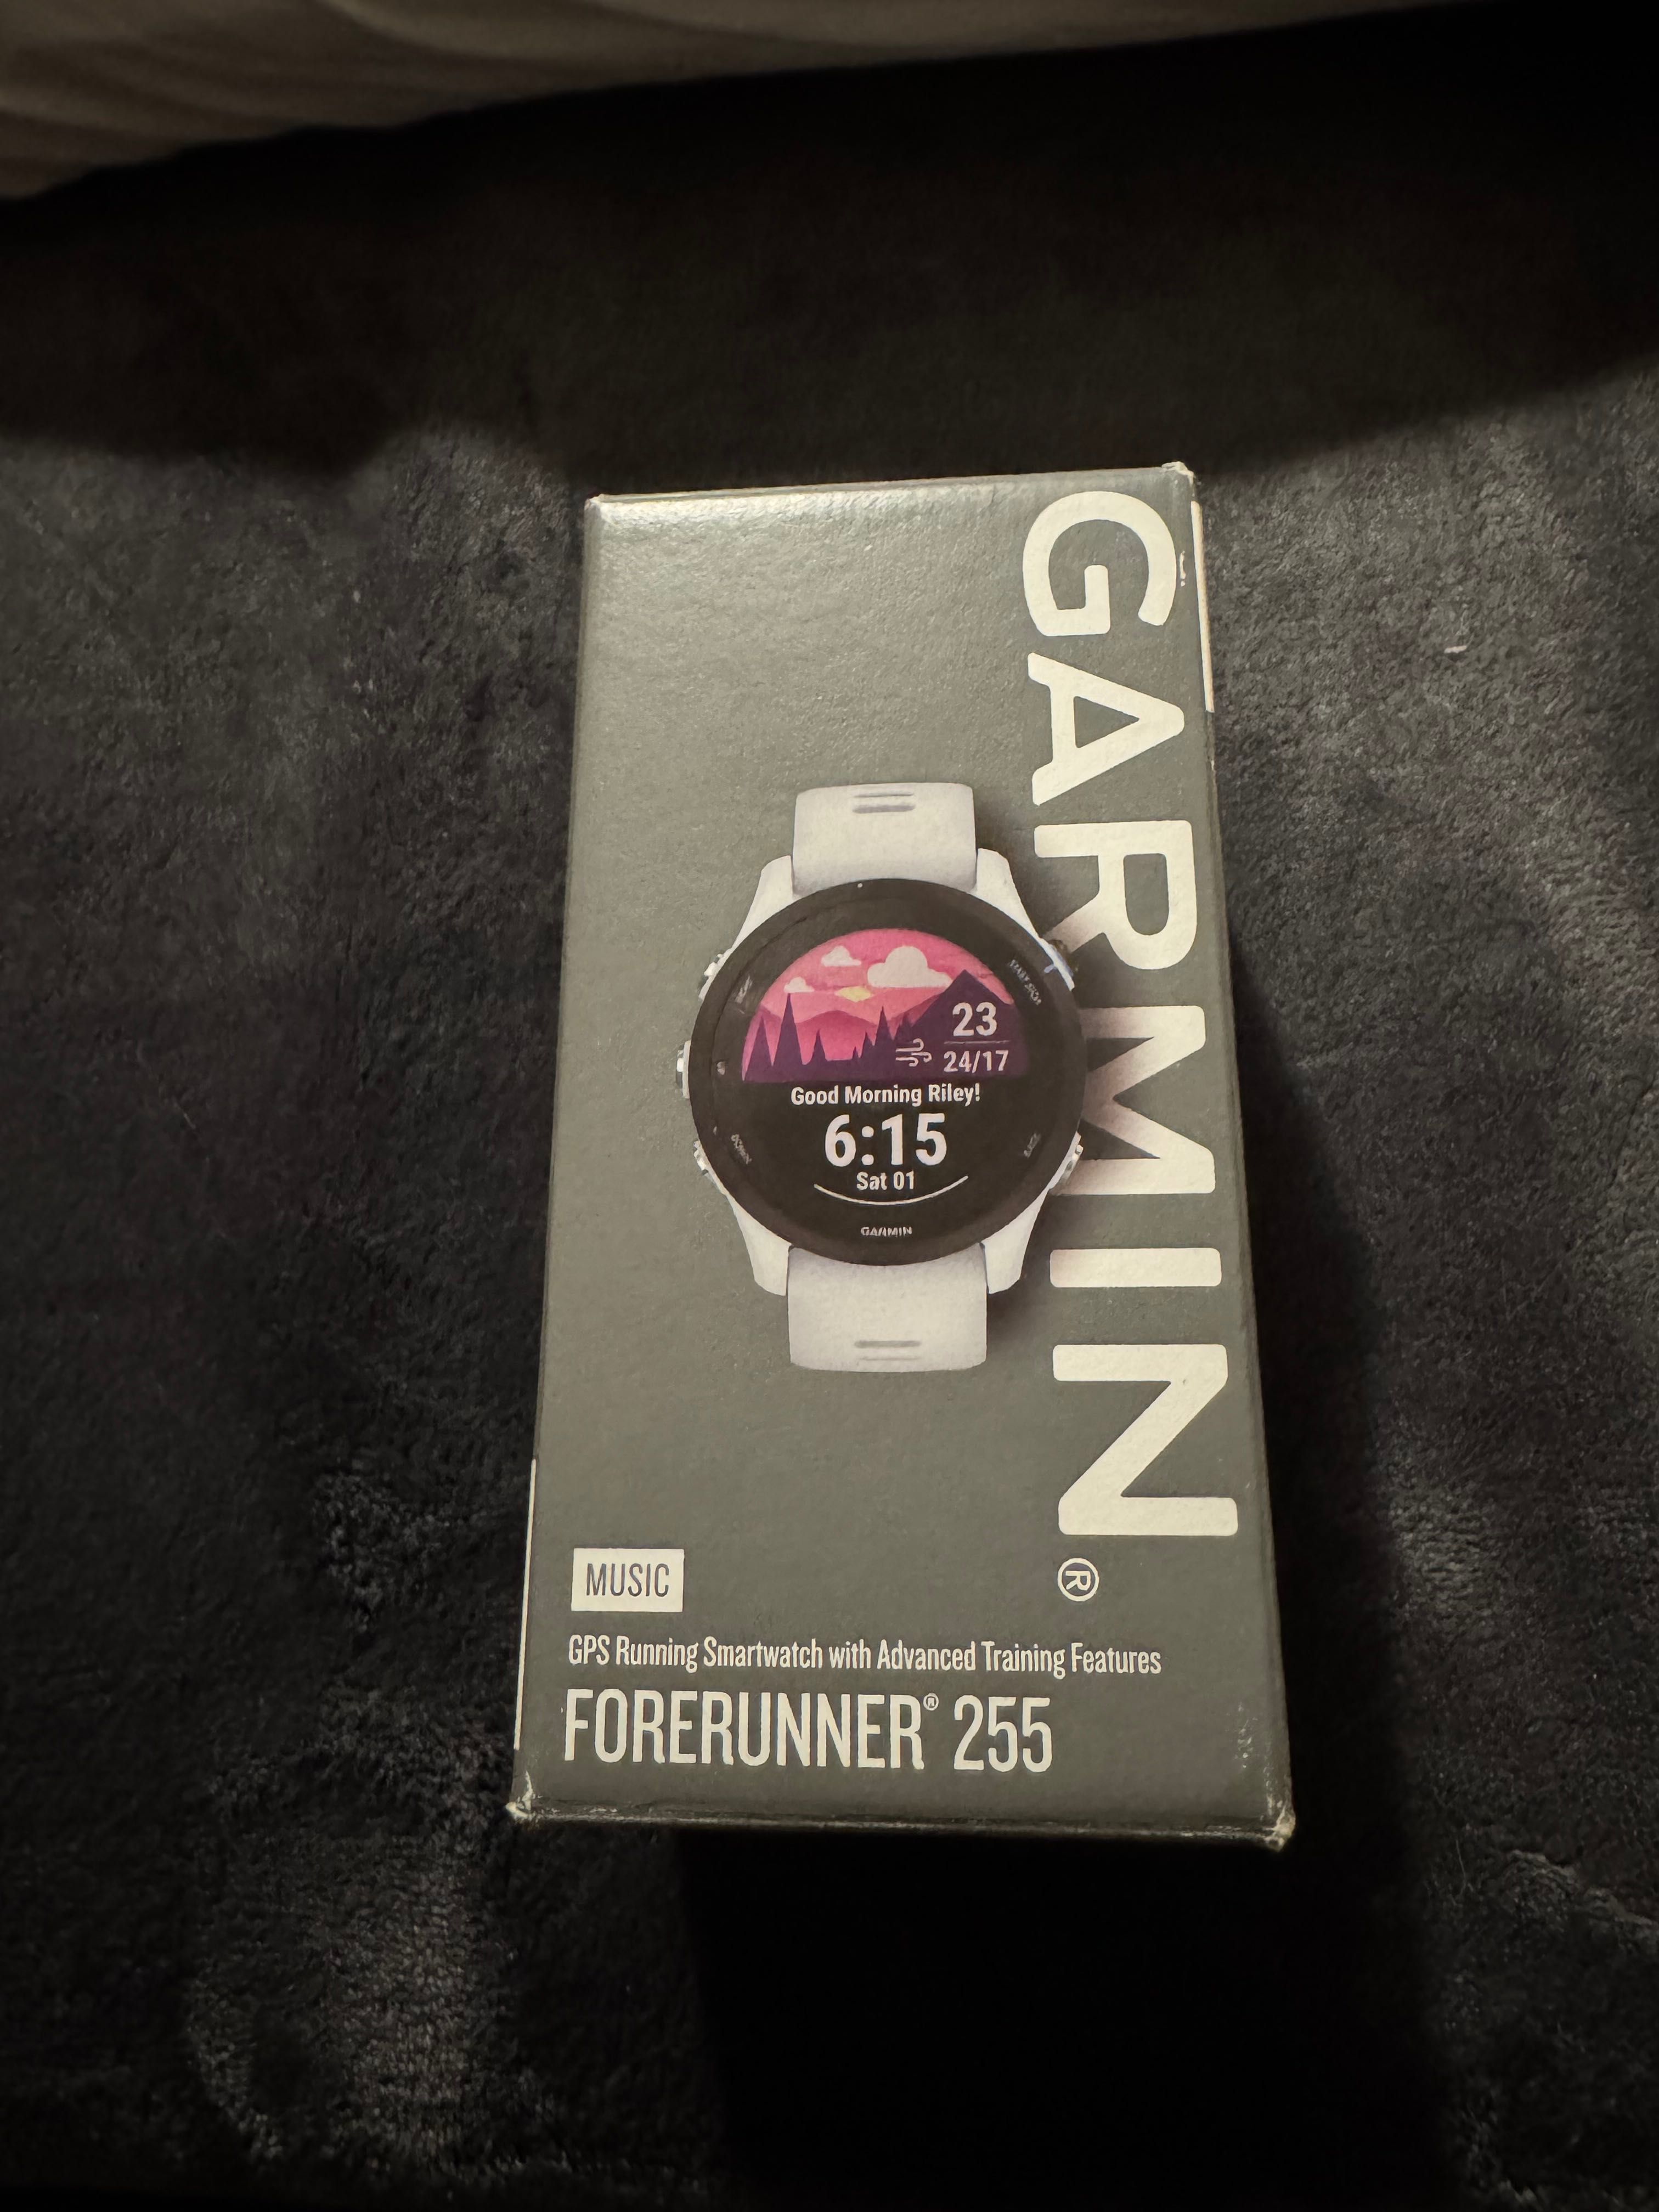 GARMIN®
23
24/17
Good Morning Riley!
6:15
Sat 01
GARMIN
MUSIC
GPS Running Smartwatch with Advanced Training Features
FORERUNNER® 255